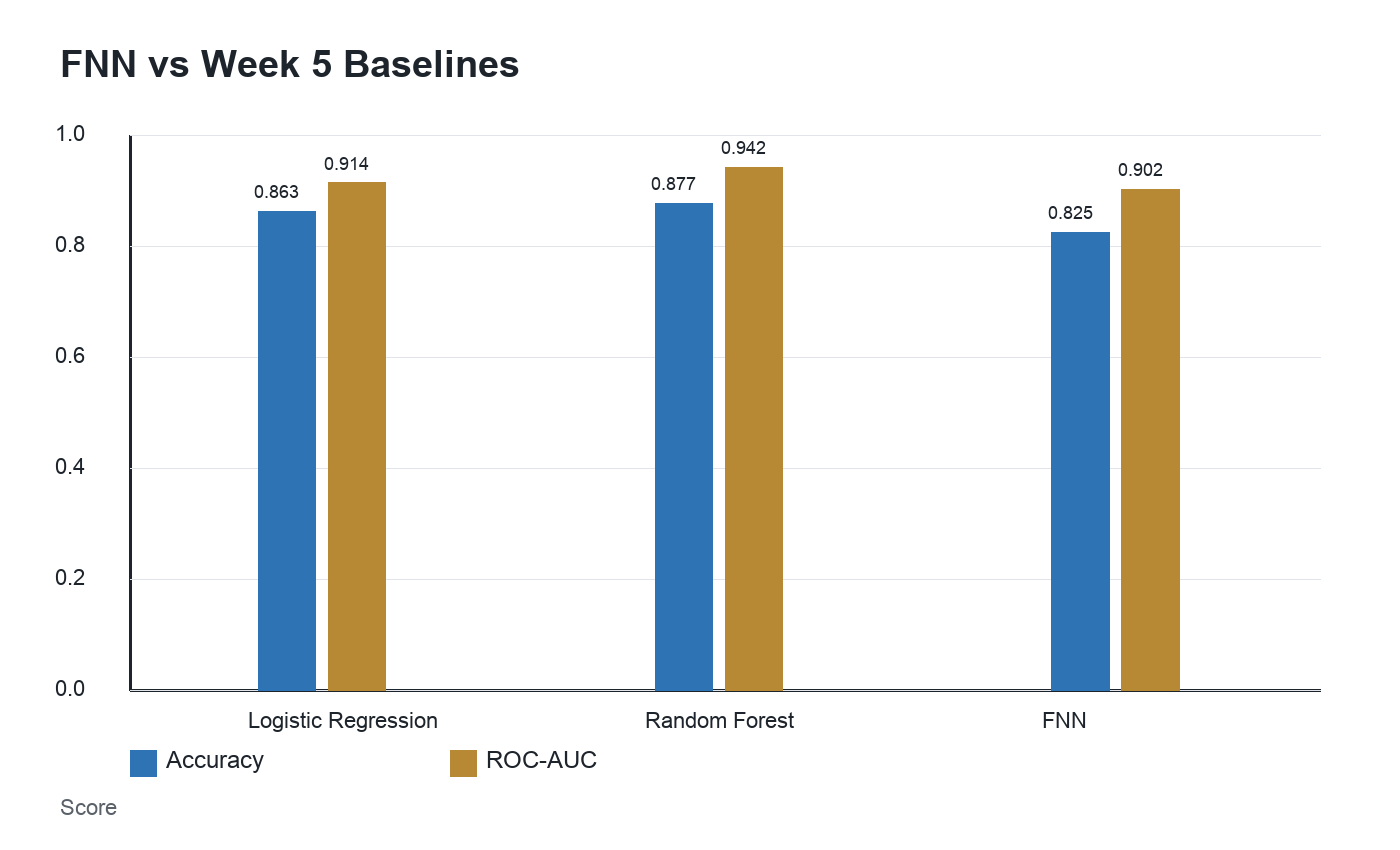 FNN vs Week 5 Baselines
1.0
0.8
0.6
0.4
0.2
0.0
0.863
0.914
0.877
0.942
0.825
0.902
Logistic Regression
Random Forest
FNN
Accuracy
ROC-AUC
Score